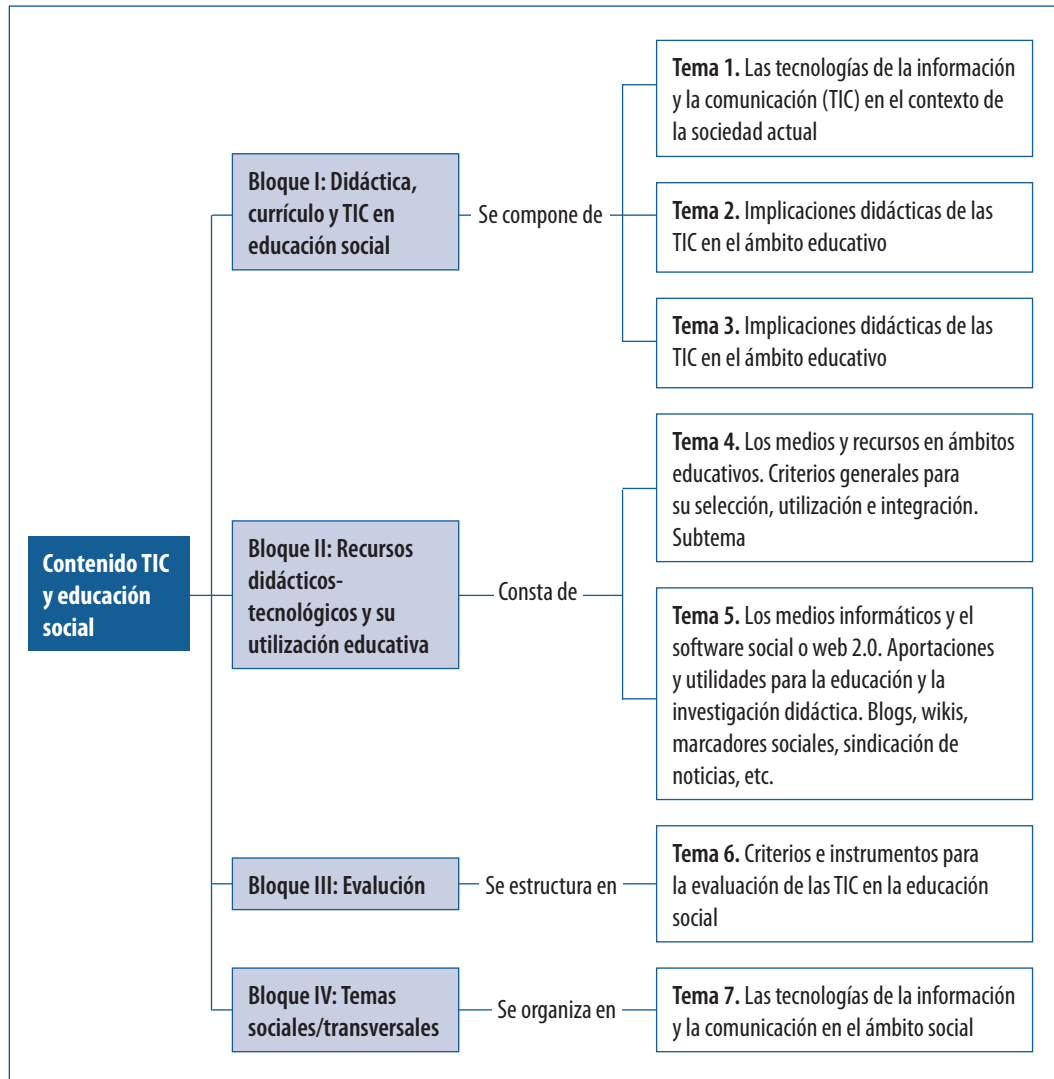 Contenido TIC
y educación
social
Bloque I: Didáctica,
currículo y TIC en
educación social
Se compone de
Tema 1. Las tecnologías de la información
y la comunicación (TIC) en el contexto de
la sociedad actual
Tema 2. Implicaciones didácticas de las
TIC en el ámbito educativo
Tema 3. Implicaciones didácticas de las
TIC en el ámbito educativo
Bloque II: Recursos
didácticos-
tecnológicos y su
utilización educativa
Consta de
Tema 4. Los medios y recursos en ámbitos
educativos. Criterios generales para
su selección, utilización e integración.
Subtema
Tema 5. Los medios informáticos y el
software social o web 2.0. Aportaciones
y utilidades para la educación y la
investigación didáctica. Blogs, wikis,
marcadores sociales, sindicación de
noticias, etc.
Bloque III: Evalución
Se estructura en
Tema 6. Criterios e instrumentos para
la evaluación de las TIC en la educación
social
Bloque IV: Temas
sociales/transversales
Se organiza en
Tema 7. Las tecnologías de la información
y la comunicación en el ámbito social